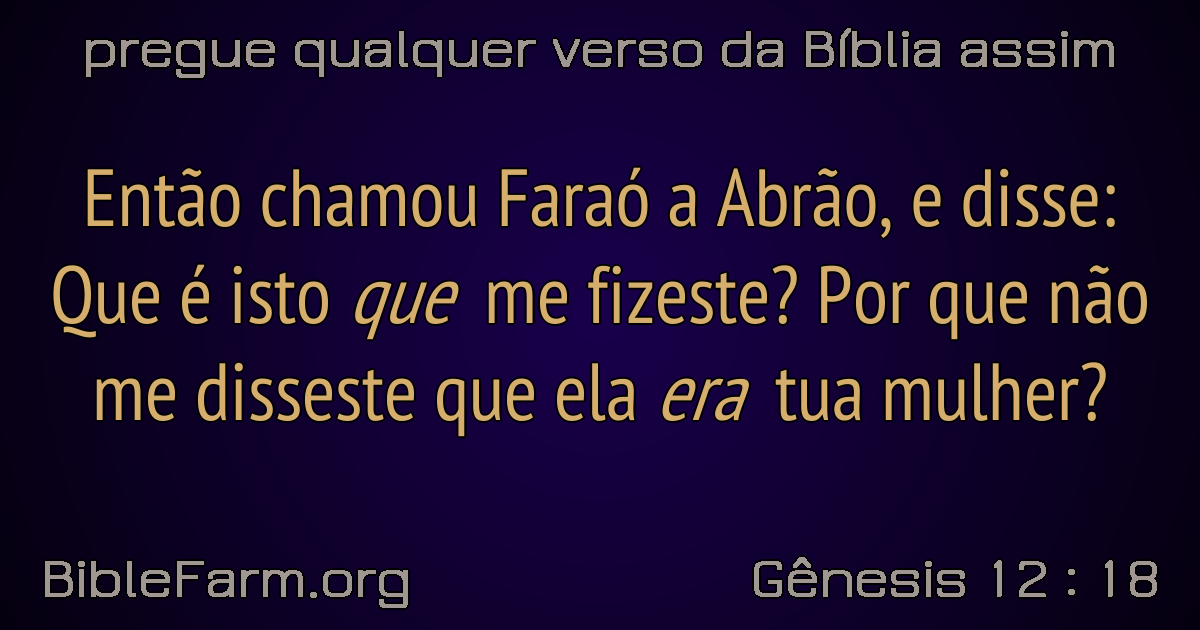 pregue qualquer verso da Bíblia assim
Então chamou Faraó a Abrão, e disse:
Que é isto que me fizeste? Por que não
me disseste que ela era tua mulher?
BibleFarm.org
Gênesis 12 : 18